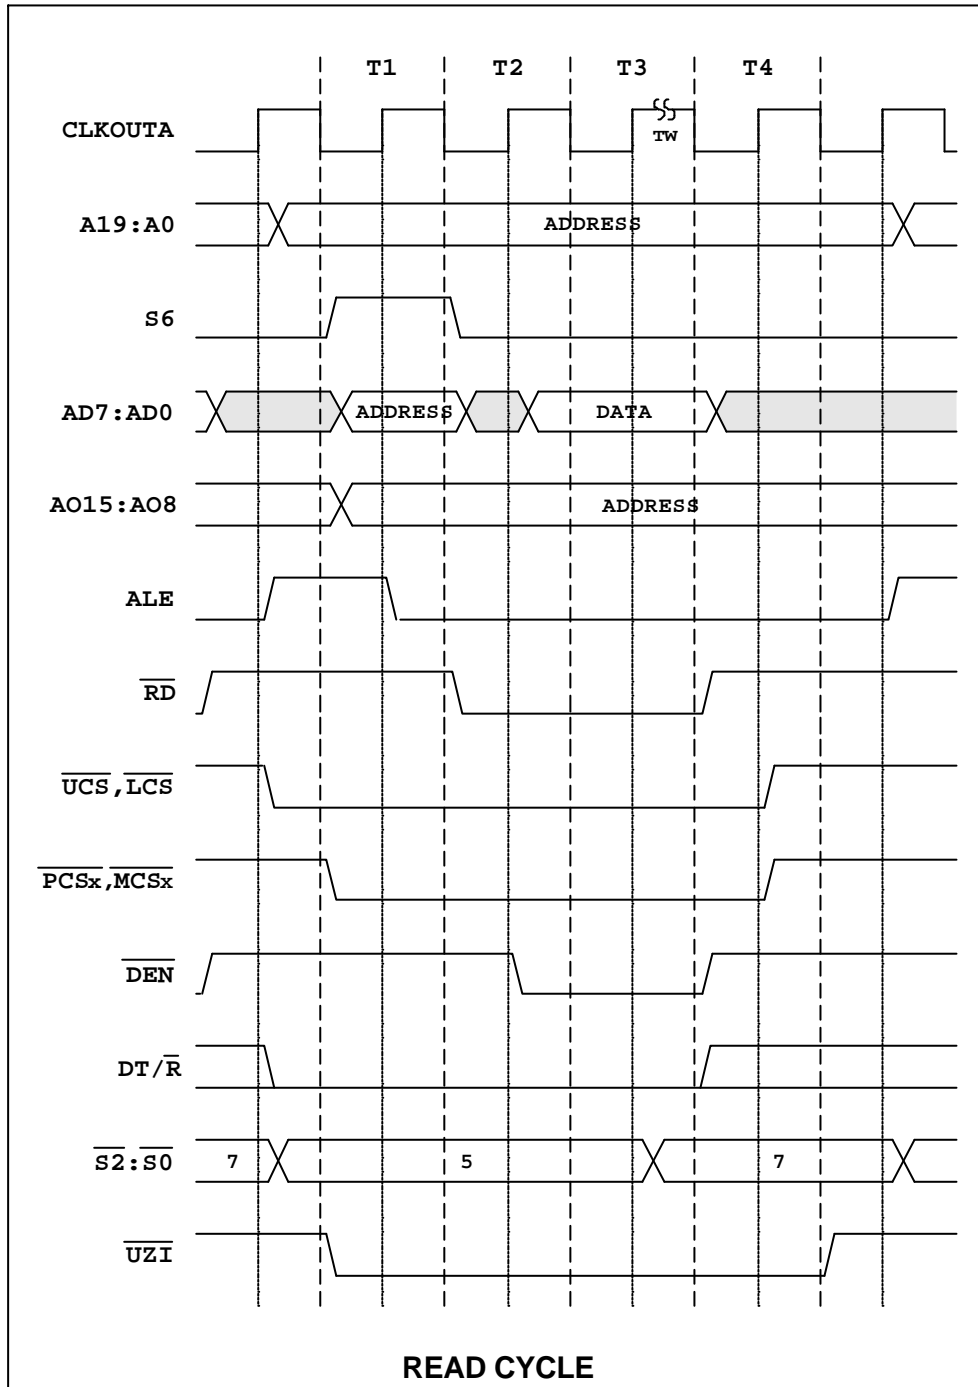 T1 T2 T3 T4
CLKOUTA TW
A19:A0 ADDRESS
S6
AD7:AD0 ADDRESS DATA
AO15:AO8 ADDRESS
ALE
RD
UCS,LCS
PCSx,MCSx
DEN
DT/R
S2:S0 7 5 7
UZI
READ CYCLE